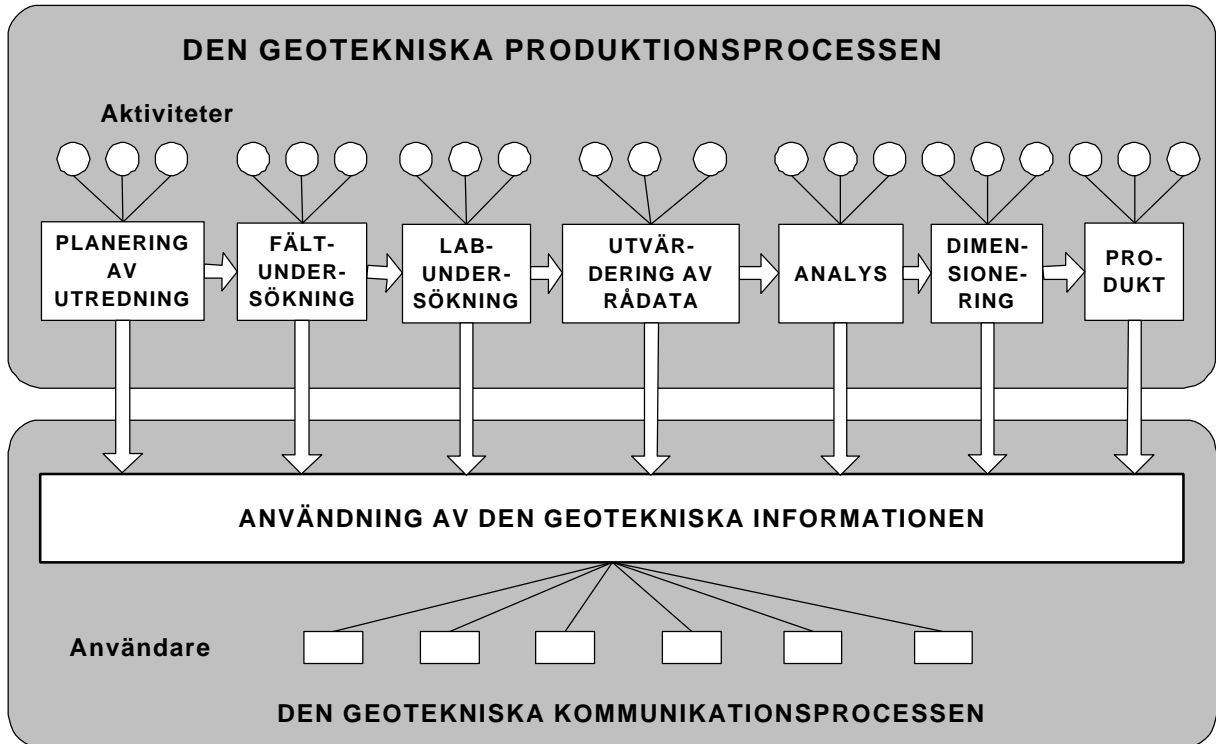 DEN GEOTEKNISKA PRODUKTIONSPROCESSEN
Aktiviteter
PLANERING
AV
UTREDNING
FÄLT-
UNDER-
SÖKNING
LAB-
UNDER-
SÖKNING
UTVÄR-
DERING AV
RÅDATA
ANALYS
DIMEN-
SIONE-
RING
PRO-
DUKT
ANVÄNDNING AV DEN GEOTEKNISKA INFORMATIONEN
Användare
DEN GEOTEKNISKA KOMMUNIKATIONSPROCESSEN